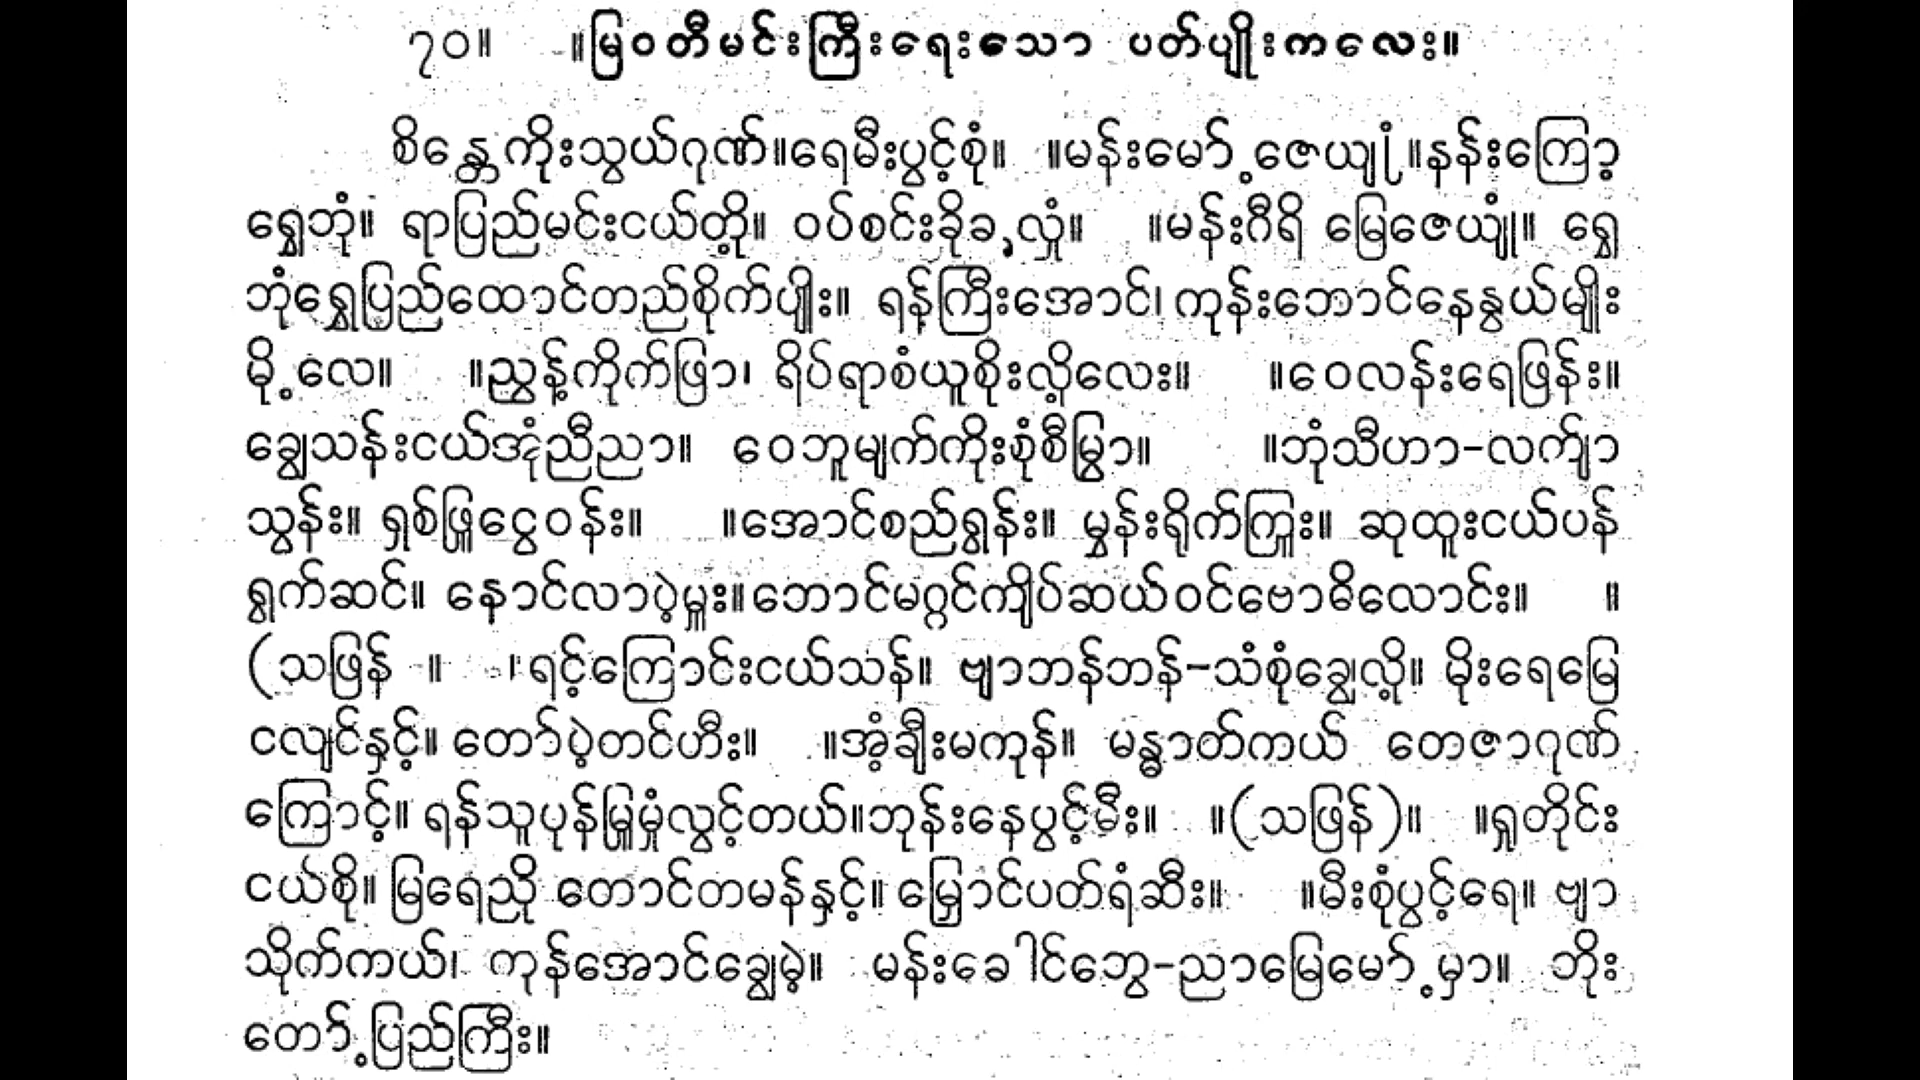 ၇၀။ ။မြဝတီမင်းကြီးရေးသော ပတ်ပျိုးကလေး။
စိန္တေကိုးသွယ်ဂုဏ်။ရေမီးပွင့်စုံ။ ။မန်းမော်.ဇေယျုံ။နန်းကြော့
ရွှေဘုံ။ ရာပြည်မင်းငယ်တို့။ ဝပ်စင်းခိုခ,လှုံ။ ။မန်းဂီရိ မြေဇေယျုံ။ ရွှေ
ဘုံရွှေပြည်ထောင်တည်စိုက်ပျိုး။ ရန်ကြီးအောင်၊ ကုန်းဘောင်နေနွယ်မျိုး
မို့လေ။ ။ညွှန့်ကိုက်ဖြာ၊ ရိပ်ရာစံယူစိုးလို့လေး။ ။ဝေလန်းရေဖြန်း။
ချွေသန်းငယ်အုံညီညာ။ ဝေဘူမျက်ကိုးစုံစီမြွှာ။ ။ဘုံသီဟာ-လက်ျာ
သွန်း။ ရှစ်ဖြူငွေဝန်း။ ။အောင်စည်ရွှန်း။ မွှန်းရိုက်ကြူး။ ဆုထူးငယ်ပန်
ရွက်ဆင်။ နောင်လာပွဲ့မှူး။ဘောင်မဂ္ဂင်ကျိပ်ဆယ်ဝင်ဗောဓိလောင်း။ ။
(သဖြန် ။ ။ရင့်ကြောင်းငယ်သန်။ ဗျာဘန်ဘန်-သံစုံချွေလို့။ မိုးရေမြေ
ငလျင်နှင့်။ တော်ပွဲ့တင်ဟီး။ ။အံ့ချီးမကုန်။ မန္ဓာတ်ကယ် တေဇာဂုဏ်
ကြောင့်။ ရန်သူပုန်မြူမှုံလွင့်တယ်။ဘုန်းနေပွင့်မီး။ ။(သဖြန်)။ ။ရှုတိုင်း
ငယ်စို။ မြရေညို တောင်တမန်နှင့်။ မြှောင်ပတ်ရံဆီး။ ။မီးစုံပွင့်ရေ။ ဗျာ
သိုက်ကယ်၊ ကုန်အောင်ချွေမွဲ့။ မန်းခေါင်ဘွေ-ညာမြေမော်.မှာ။ ဘိုး
တော်.ပြည်ကြီး။